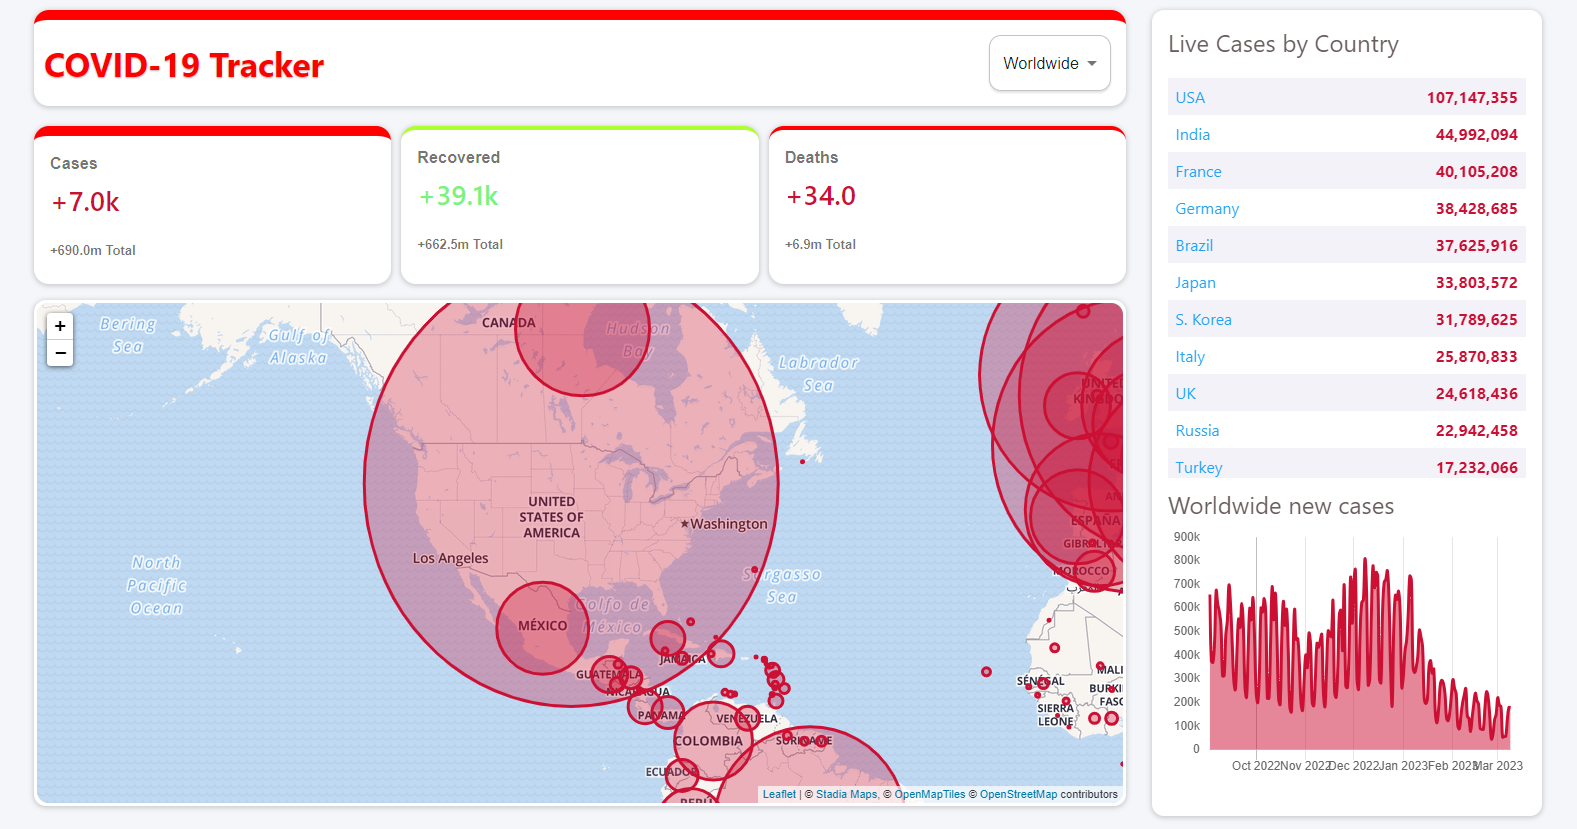 COVID-19 Tracker
Worldwide
Cases
+7.0k
+690.0m Total
Recovered
+39.1k
+662.5m Total
Deaths
+34.0
+6.9m Total
+
−
Bering
Sea
Gulf of
Alaska
CANADA
Hudson
Bay
Labrador
Sea
UNITED
STATES OF
AMERICA
Washington
Los Angeles
North
Pacific
Ocean
Sargasso
Sea
Golfo de
México
MÉXICO
JAMAICA
GUATEMALA
NICARAGUA
PANAMA
VENEZUELA
COLOMBIA
SURINAME
ECUADOR
PERÚ
UNITED
KINGDO
ESPAÑA
GIBRALTAR
MOROCCO
MALI
SÉNÉGAL
BURKI
FASO
SIERRA
LEONE
Leaflet | © Stadia Maps, © OpenMapTiles © OpenStreetMap contributors
Live Cases by Country
USA 107,147,355
India 44,992,094
France 40,105,208
Germany 38,428,685
Brazil 37,625,916
Japan 33,803,572
S. Korea 31,789,625
Italy 25,870,833
UK 24,618,436
Russia 22,942,458
Turkey 17,232,066
Worldwide new cases
900k
800k
700k
600k
500k
400k
300k
200k
100k
0
Oct 2022 Nov 2022 Dec 2022 Jan 2023 Feb 2023 Mar 2023